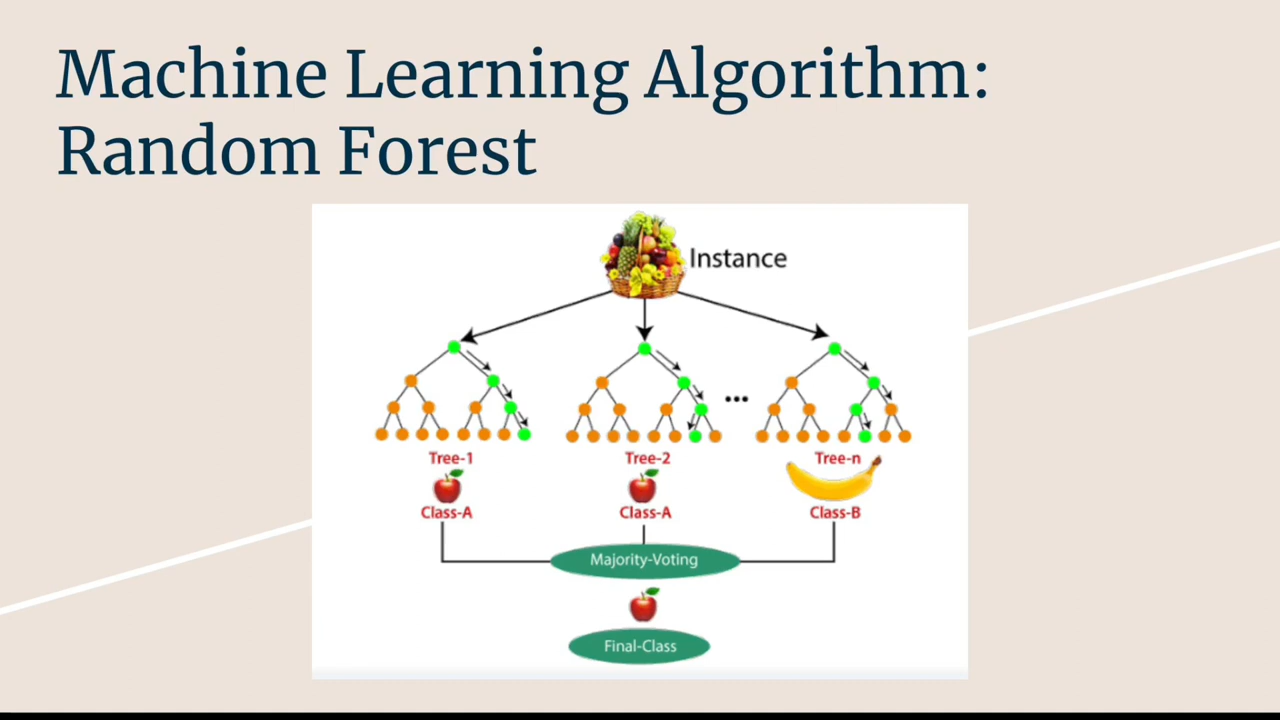 Machine Learning Algorithm:
Random Forest
Instance
...
Tree-1 Tree-2 Tree-n
Class-A Class-A Class-B
Majority-Voting
Final-Class